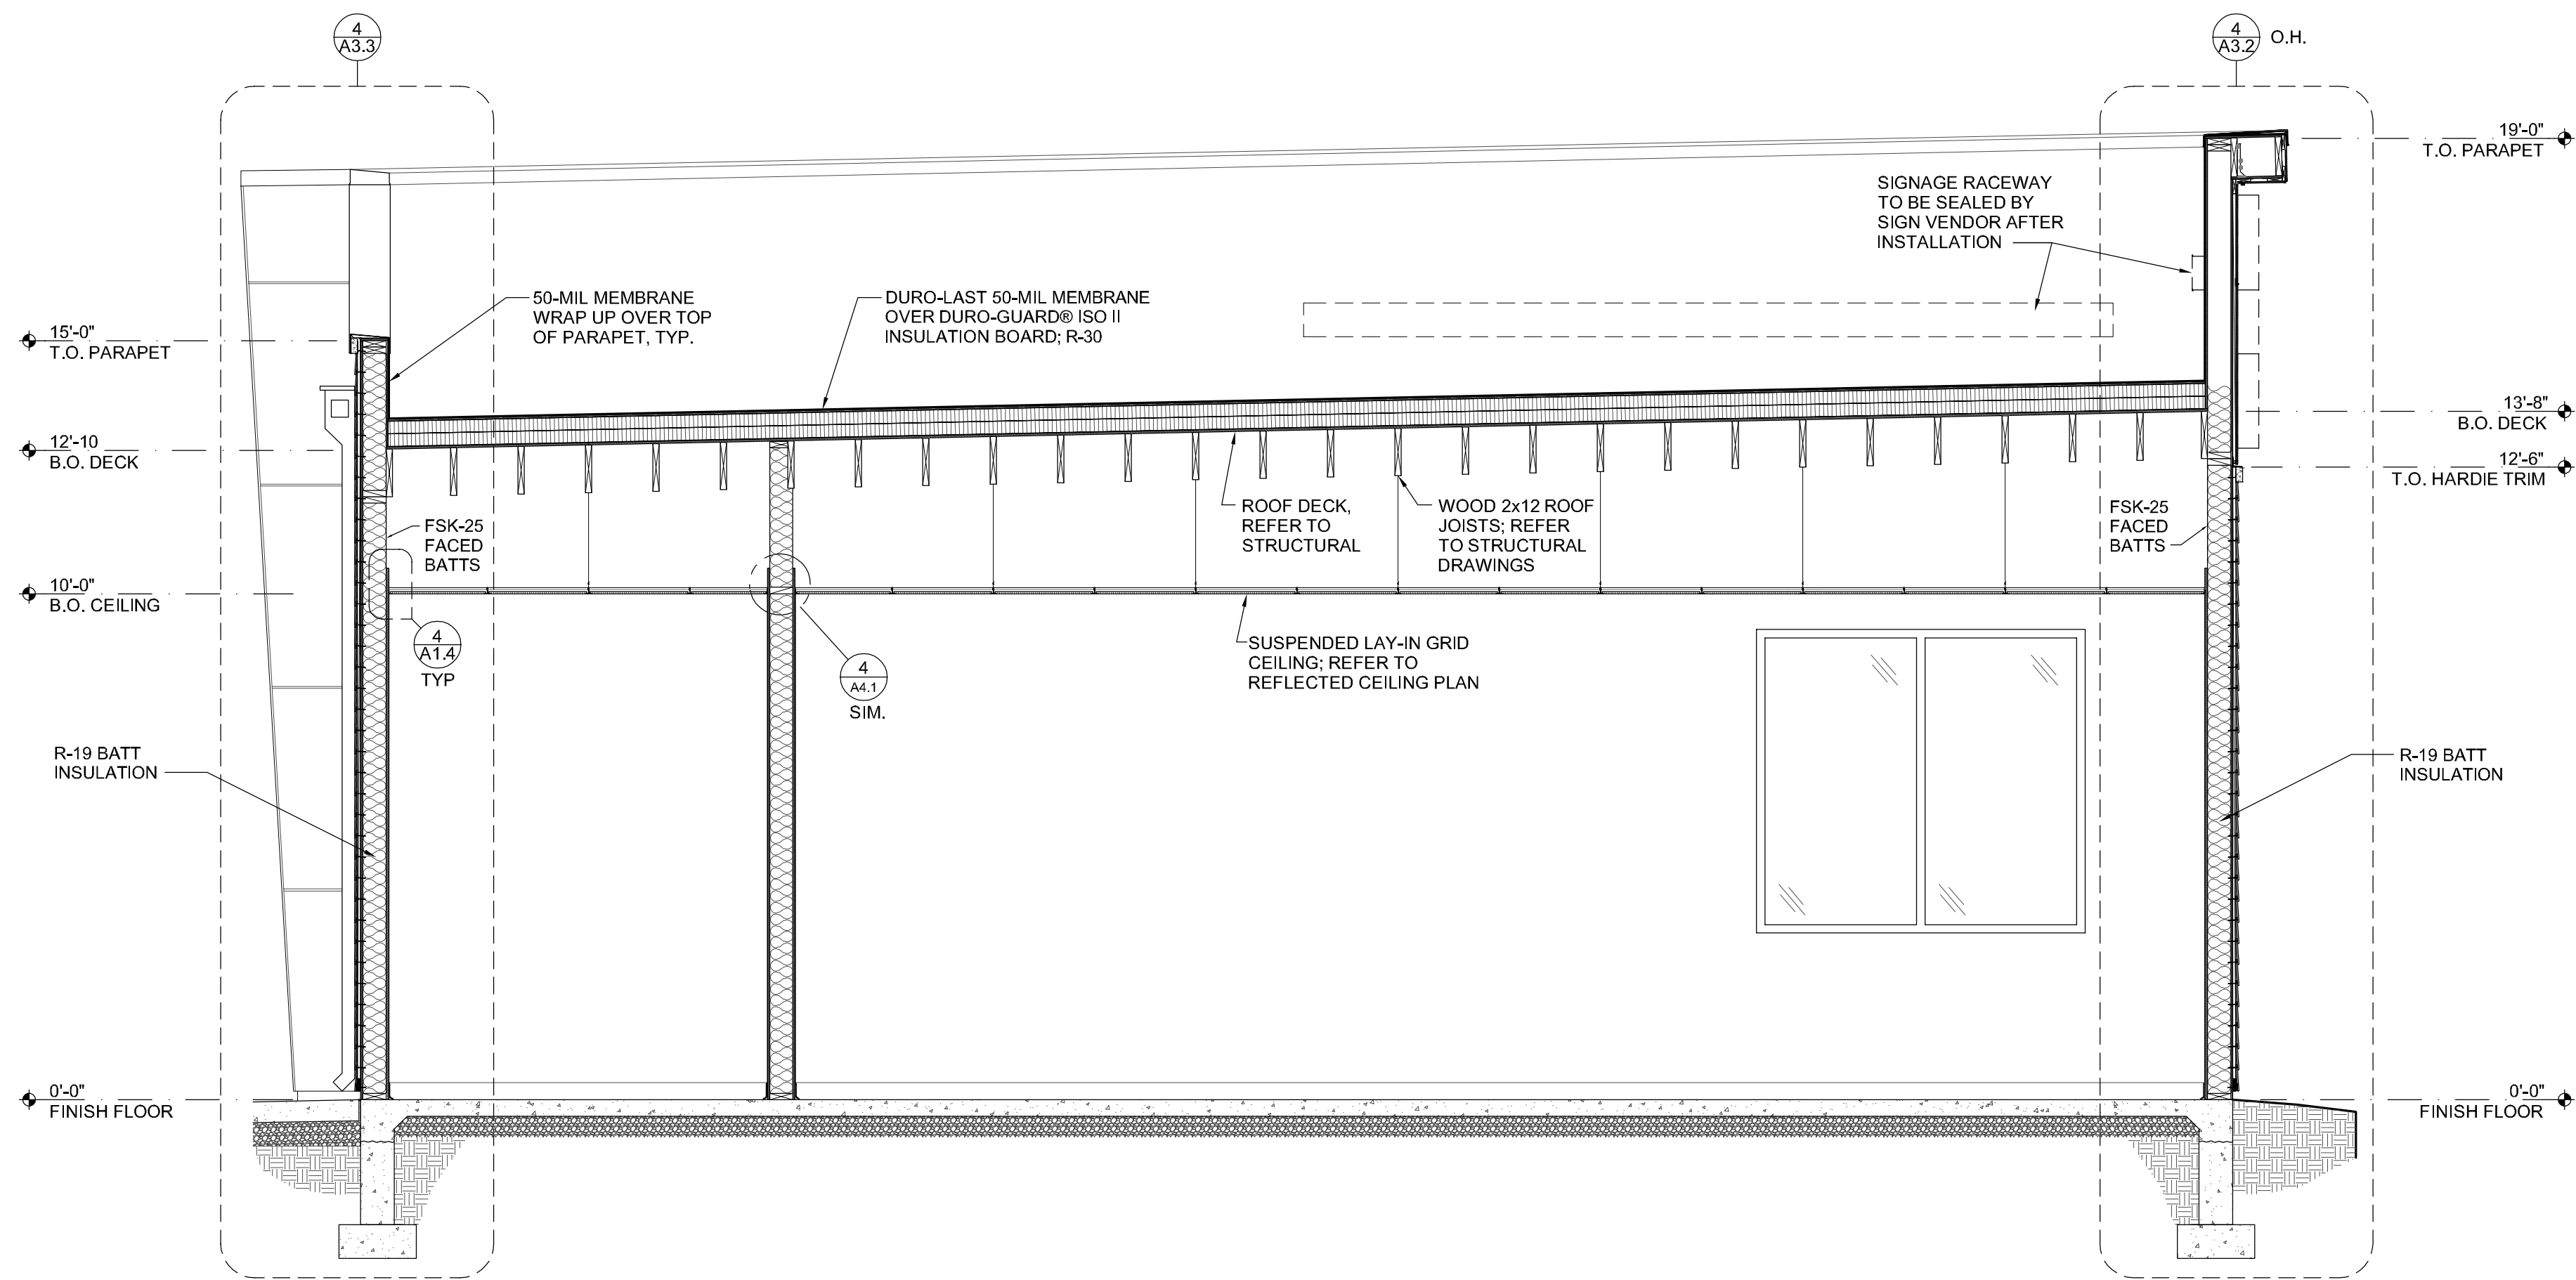 4
A3.3
4
A3.2
O.H.
19'-0"
T.O. PARAPET
SIGNAGE RACEWAY
TO BE SEALED BY
SIGN VENDOR AFTER
INSTALLATION
50-MIL MEMBRANE
WRAP UP OVER TOP
OF PARAPET, TYP.
DURO-LAST 50-MIL MEMBRANE
OVER DURO-GUARD® ISO II
INSULATION BOARD; R-30
15'-0"
T.O. PARAPET
13'-8"
B.O. DECK
12'-10
B.O. DECK
12'-6"
T.O. HARDIE TRIM
FSK-25
FACED
BATTS
ROOF DECK,
REFER TO
STRUCTURAL
WOOD 2x12 ROOF
JOISTS; REFER
TO STRUCTURAL
DRAWINGS
FSK-25
FACED
BATTS
10'-0"
B.O. CEILING
4
A1.4
TYP
4
A4.1
SIM.
SUSPENDED LAY-IN GRID
CEILING; REFER TO
REFLECTED CEILING PLAN
R-19 BATT
INSULATION
R-19 BATT
INSULATION
0'-0"
FINISH FLOOR
0'-0"
FINISH FLOOR